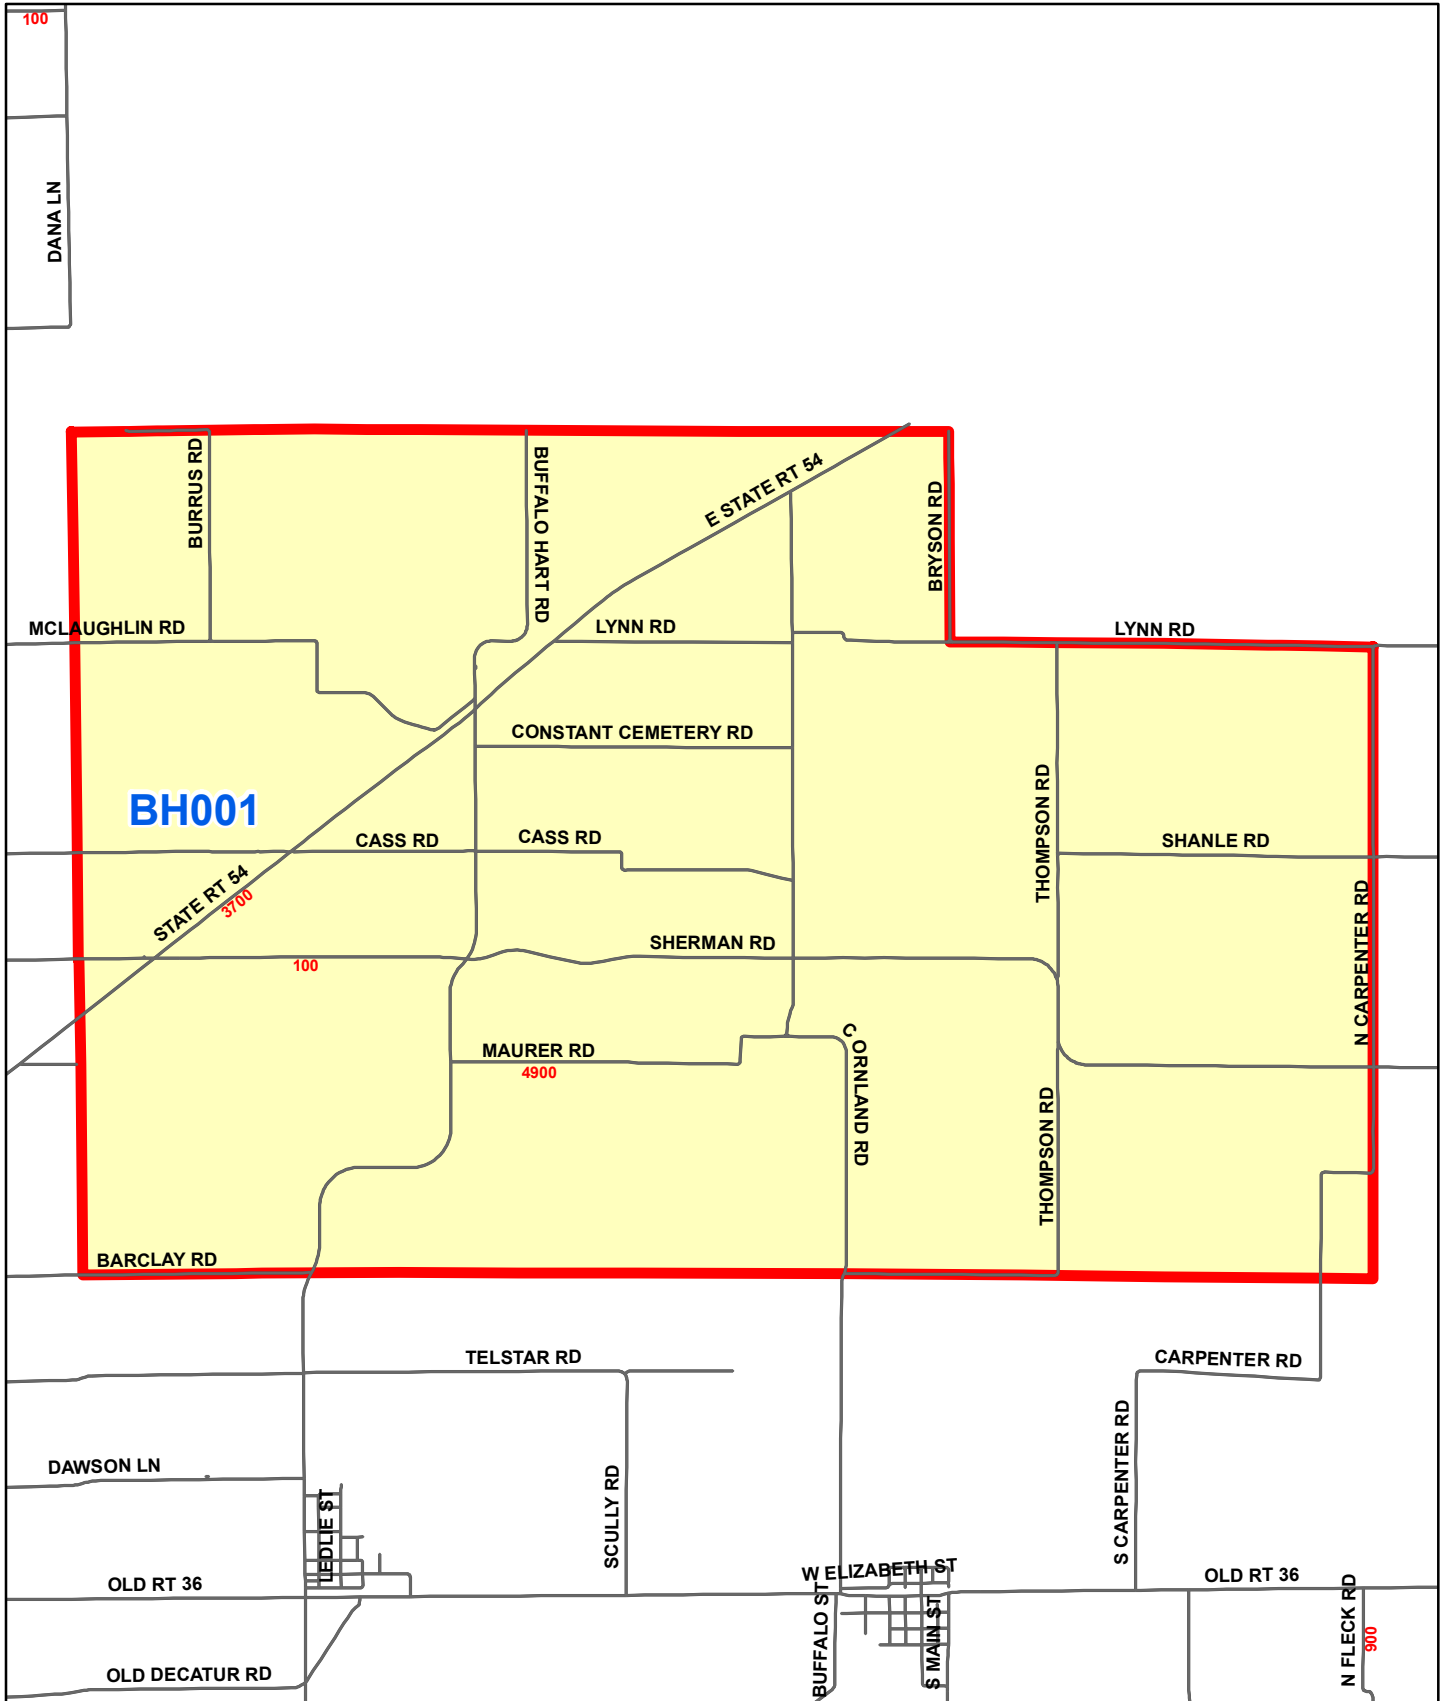 100
DANA LN
BURRUS RD
BUFFALO HART RD
E STATE RT 54
BRYSON RD
MCLAUGHLIN RD
LYNN RD
LYNN RD
CONSTANT CEMETERY RD
THOMPSON RD
BH001
CASS RD
CASS RD
SHANLE RD
STATE RT 54
3700
N CARPENTER RD
SHERMAN RD
100
MAURER RD
4900
CORNLAND RD
THOMPSON RD
BARCLAY RD
TELSTAR RD
CARPENTER RD
S CARPENTER RD
DAWSON LN
LEDLIE ST
SCULLY RD
W ELIZABETH ST
OLD RT 36
OLD RT 36
BUFFALO ST
S MAIN ST
N FLECK RD
900
OLD DECATUR RD